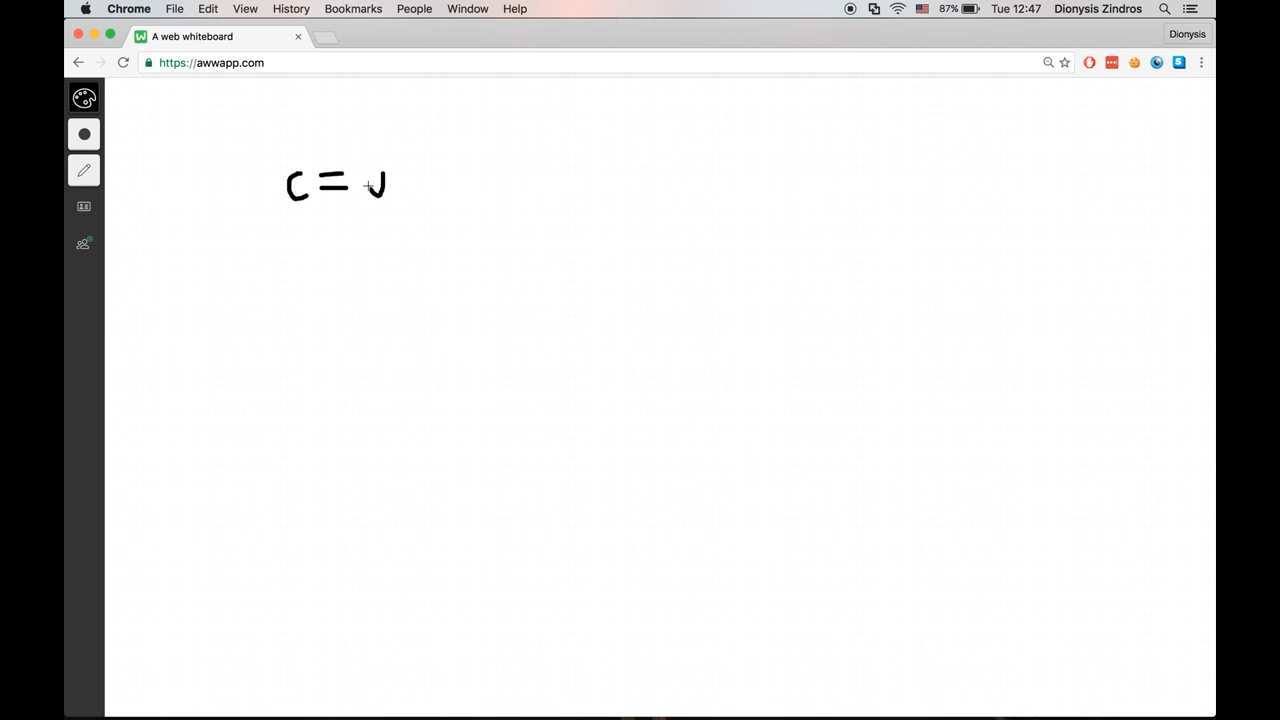 Chrome File Edit View History Bookmarks People Window Help 87% Tue 12:47 Dionysis Zindros
A web whiteboard Dionysis
https://awwapp.com
c =